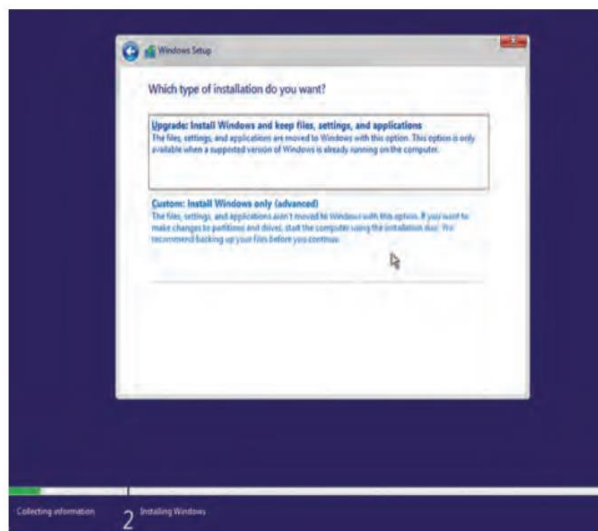 Windows Setup
Which type of installation do you want?
Upgrade: Install Windows and keep files, settings, and applications
The files, settings, and applications are moved to Windows with this option. This option is only
available when a supported version of Windows is already running on the computer.
Custom: Install Windows only (advanced)
The files, settings, and applications aren't moved to Windows with this option. If you want to
make changes to partitions and drives, start the computer using the installation disc. We
recommend backing up your files before you continue.
Collecting information
2 Installing Windows